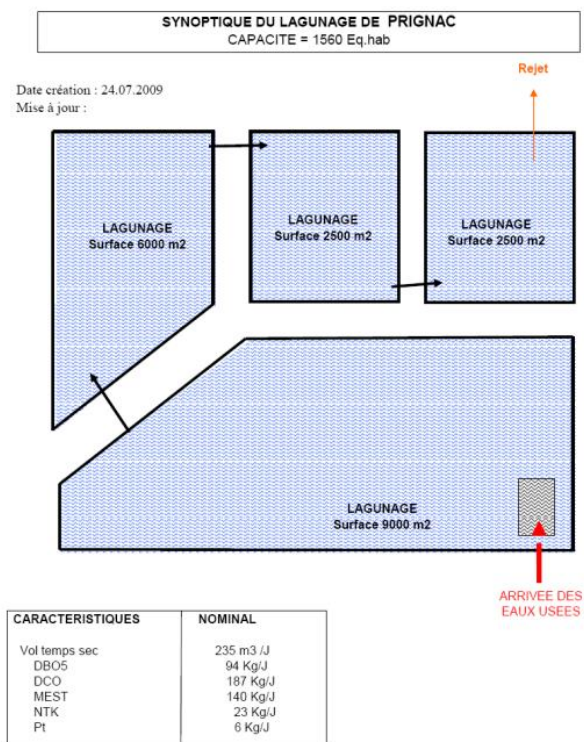 SYNOPTIQUE DU LAGUNAGE DE PRIGNAC
CAPACITE = 1560 Eq.hab
Rejet
Date création : 24.07.2009
Mise à jour :
LAGUNAGE
Surface 6000 m2
LAGUNAGE
Surface 2500 m2
LAGUNAGE
Surface 2500 m2
LAGUNAGE
Surface 9000 m2
ARRIVEE DES
EAUX USEES
CARACTERISTIQUES NOMINAL
Vol temps sec 235 m3 /J
DBO5 94 Kg/J
DCO 187 Kg/J
MEST 140 Kg/J
NTK 23 Kg/J
Pt 6 Kg/J